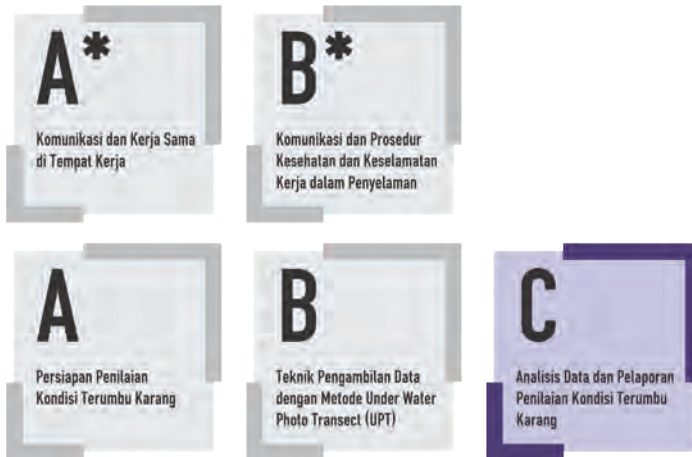 A*
Komunikasi dan Kerja Sama
di Tempat Kerja
B*
Komunikasi dan Prosedur
Kesehatan dan Keselamatan
Kerja dalam Penyelaman
A
Persiapan Penilaian
Kondisi Terumbu Karang
B
Teknik Pengambilan Data
dengan Metode Under Water
Photo Transect (UPT)
C
Analisis Data dan Pelaporan
Penilaian Kondisi Terumbu
Karang